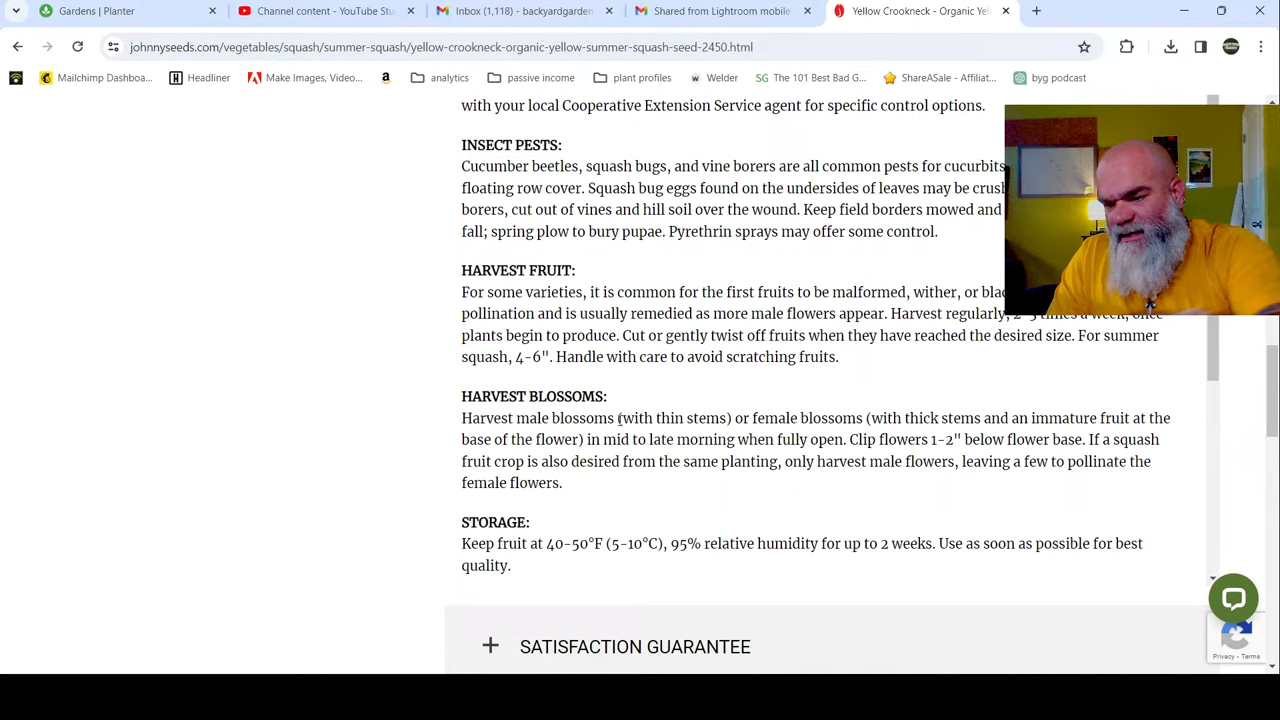 Gardens | Planter
Channel content - YouTube Stu
Inbox (1,118) - backyardgarden
Shared from Lightroom mobile
Yellow Crookneck - Organic Yel
johnnyseeds.com/vegetables/squash/summer-squash/yellow-crookneck-organic-yellow-summer-squash-seed-2450.html
Mailchimp Dashboa...
Headliner
Make Images, Video...
analytics
passive income
plant profiles
Welder
SG The 101 Best Bad G...
ShareASale - Affiliat...
byg podcast
with your local Cooperative Extension Service agent for specific control options.
INSECT PESTS:
Cucumber beetles, squash bugs, and vine borers are all common pests for cucurbits
floating row cover. Squash bug eggs found on the undersides of leaves may be crush
borers, cut out of vines and hill soil over the wound. Keep field borders mowed and
fall; spring plow to bury pupae. Pyrethrin sprays may offer some control.
HARVEST FRUIT:
For some varieties, it is common for the first fruits to be malformed, wither, or blac
pollination and is usually remedied as more male flowers appear. Harvest regularly, 2-3 times a week, once
plants begin to produce. Cut or gently twist off fruits when they have reached the desired size. For summer
squash, 4-6". Handle with care to avoid scratching fruits.
HARVEST BLOSSOMS:
Harvest male blossoms (with thin stems) or female blossoms (with thick stems and an immature fruit at the
base of the flower) in mid to late morning when fully open. Clip flowers 1-2" below flower base. If a squash
fruit crop is also desired from the same planting, only harvest male flowers, leaving a few to pollinate the
female flowers.
STORAGE:
Keep fruit at 40-50°F (5-10°C), 95% relative humidity for up to 2 weeks. Use as soon as possible for best
quality.
SATISFACTION GUARANTEE
Privacy - Terms